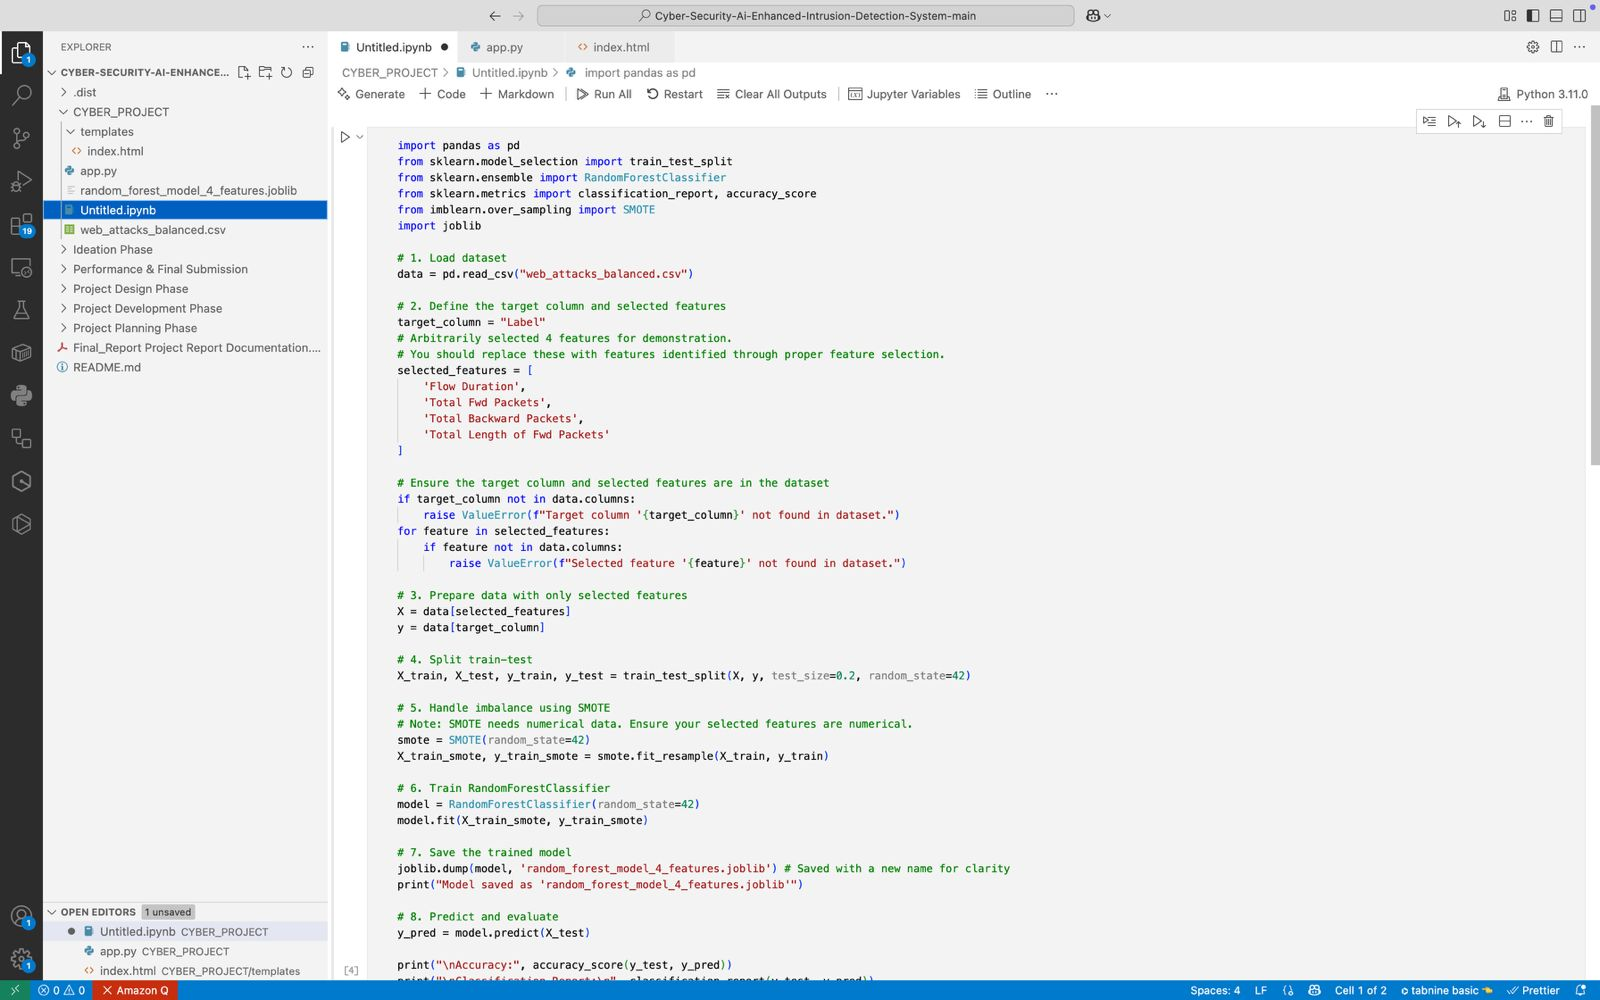 Cyber-Security-Ai-Enhanced-Intrusion-Detection-System-main
EXPLORER
CYBER-SECURITY-AI-ENHANCE...
.dist
CYBER_PROJECT
templates
index.html
app.py
random_forest_model_4_features.joblib
Untitled.ipynb
web_attacks_balanced.csv
Ideation Phase
Performance & Final Submission
Project Design Phase
Project Development Phase
Project Planning Phase
Final_Report Project Report Documentation....
README.md
OPEN EDITORS 1 unsaved
Untitled.ipynb CYBER_PROJECT
app.py CYBER_PROJECT
index.html CYBER_PROJECT/templates
1
19
1
1
Untitled.ipynb app.py index.html
CYBER_PROJECT > Untitled.ipynb > import pandas as pd
Generate + Code + Markdown Run All Restart Clear All Outputs Jupyter Variables Outline ... Python 3.11.0
import pandas as pd
from sklearn.model_selection import train_test_split
from sklearn.ensemble import RandomForestClassifier
from sklearn.metrics import classification_report, accuracy_score
from imblearn.over_sampling import SMOTE
import joblib
# 1. Load dataset
data = pd.read_csv("web_attacks_balanced.csv")
# 2. Define the target column and selected features
target_column = "Label"
# Arbitrarily selected 4 features for demonstration.
# You should replace these with features identified through proper feature selection.
selected_features = [
'Flow Duration',
'Total Fwd Packets',
'Total Backward Packets',
'Total Length of Fwd Packets'
]
# Ensure the target column and selected features are in the dataset
if target_column not in data.columns:
raise ValueError(f"Target column '{target_column}' not found in dataset.")
for feature in selected_features:
if feature not in data.columns:
raise ValueError(f"Selected feature '{feature}' not found in dataset.")
# 3. Prepare data with only selected features
X = data[selected_features]
y = data[target_column]
# 4. Split train-test
X_train, X_test, y_train, y_test = train_test_split(X, y, test_size=0.2, random_state=42)
# 5. Handle imbalance using SMOTE
# Note: SMOTE needs numerical data. Ensure your selected features are numerical.
smote = SMOTE(random_state=42)
X_train_smote, y_train_smote = smote.fit_resample(X_train, y_train)
# 6. Train RandomForestClassifier
model = RandomForestClassifier(random_state=42)
model.fit(X_train_smote, y_train_smote)
# 7. Save the trained model
joblib.dump(model, 'random_forest_model_4_features.joblib') # Saved with a new name for clarity
print("Model saved as 'random_forest_model_4_features.joblib'")
# 8. Predict and evaluate
y_pred = model.predict(X_test)
print("\nAccuracy:", accuracy_score(y_test, y_pred))
print("\nClassification Report:\n", classification_report(y_test, y_pred))
[4]
0 0 Amazon Q Spaces: 4 LF Cell 1 of 2 tabnine basic Prettier